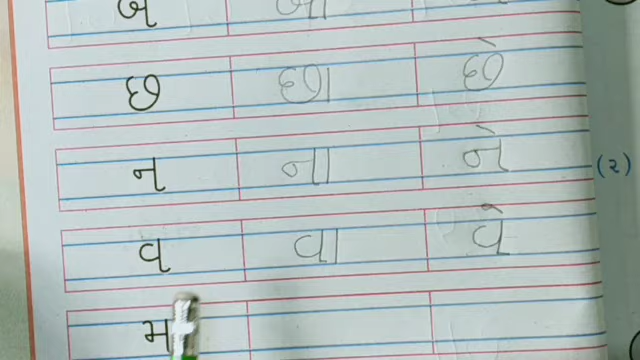 છ છા છે
ન ના ને (૨)
વ વા વે
મ